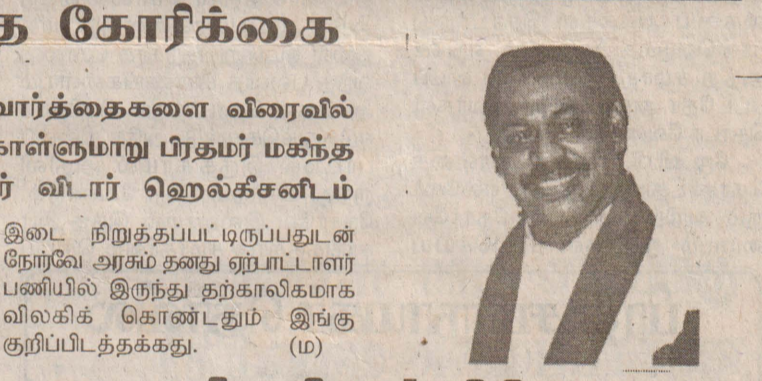 த கோரிக்கை
வார்த்தைகளை விரைவில்
காள்ளுமாறு பிரதமர் மகிந்த
ர் விடார் ஹெல்கீசனிடம்
இடை நிறுத்தப்பட்டிருப்பதுடன்
நோர்வே அரசும் தனது ஏற்பாட்டாளர்
பணியில் இருந்து தற்காலிகமாக
விலகிக் கொண்டதும் இங்கு
குறிப்பிடத்தக்கது. (ம)